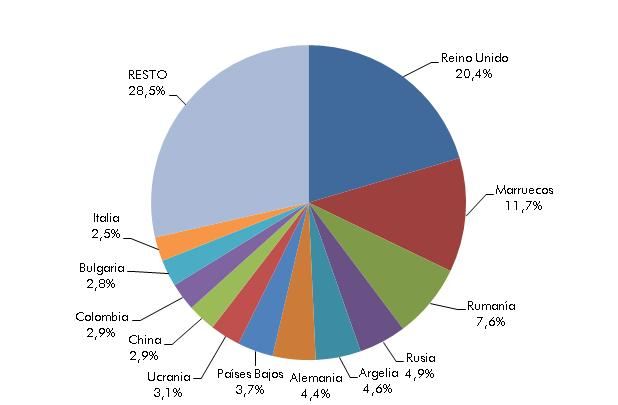 Reino Unido
20,4%
Marruecos
11,7%
Rumanía
7,6%
Rusia
4,9%
Argelia
4,6%
Alemania
4,4%
Países Bajos
3,7%
Ucrania
3,1%
China
2,9%
Colombia
2,9%
Bulgaria
2,8%
Italia
2,5%
RESTO
28,5%